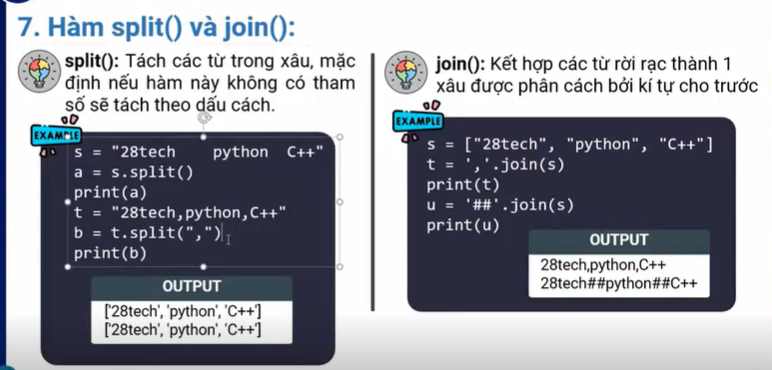 7. Hàm split() và join():
split(): Tách các từ trong xâu, mặc
định nếu hàm này không có tham
số sẽ tách theo dấu cách.
EXAMPLE
s = "28tech    python  C++"
a = s.split()
print(a)
t = "28tech,python,C++"
b = t.split(",")
print(b)
OUTPUT
['28tech', 'python', 'C++']
['28tech', 'python', 'C++']
join(): Kết hợp các từ rời rạc thành 1
xâu được phân cách bởi kí tự cho trước
EXAMPLE
s = ["28tech", "python", "C++"]
t = ','.join(s)
print(t)
u = '##'.join(s)
print(u)
OUTPUT
28tech,python,C++
28tech##python##C++